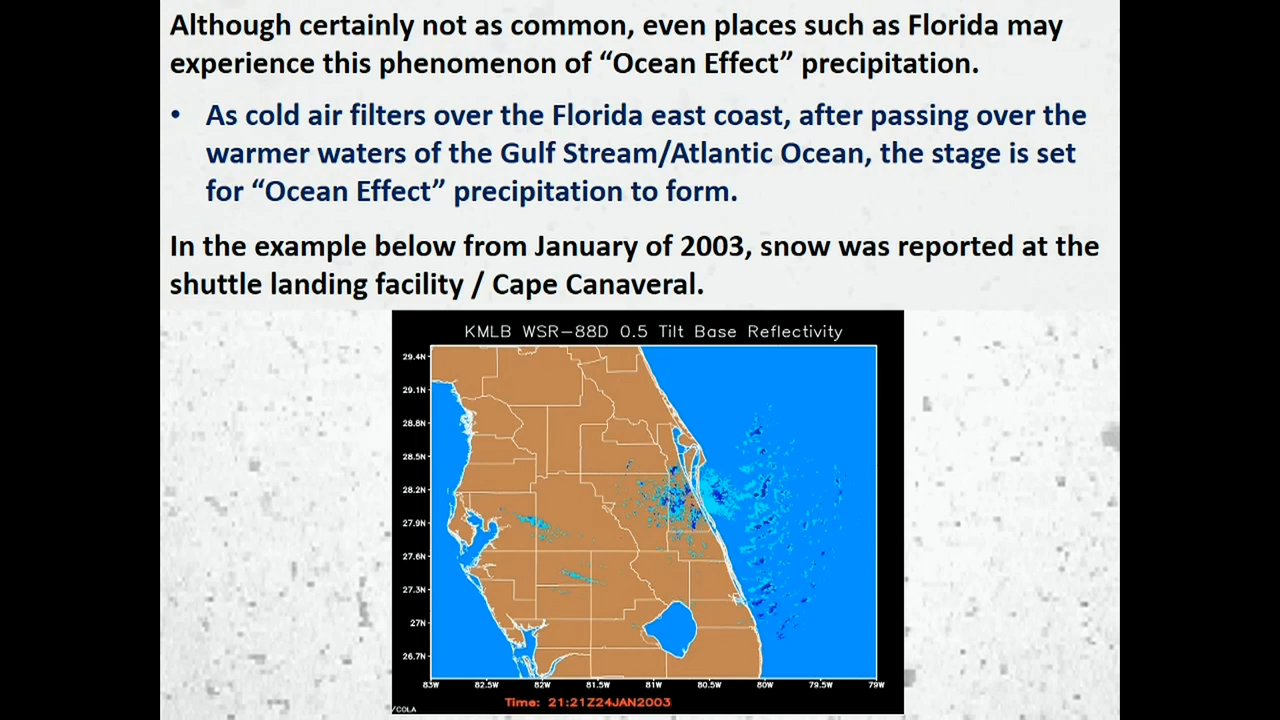 Although certainly not as common, even places such as Florida may
experience this phenomenon of “Ocean Effect” precipitation.
• As cold air filters over the Florida east coast, after passing over the
warmer waters of the Gulf Stream/Atlantic Ocean, the stage is set
for “Ocean Effect” precipitation to form.
In the example below from January of 2003, snow was reported at the
shuttle landing facility / Cape Canaveral.
KMLB WSR-88D 0.5 Tilt Base Reflectivity
29.4N
29.1N
28.8N
28.5N
28.2N
27.9N
27.6N
27.3N
27N
26.7N
83W 82.5W 82W 81.5W 81W 80.5W 80W 79.5W 79W
Time: 21:21Z24JAN2003
/COLA